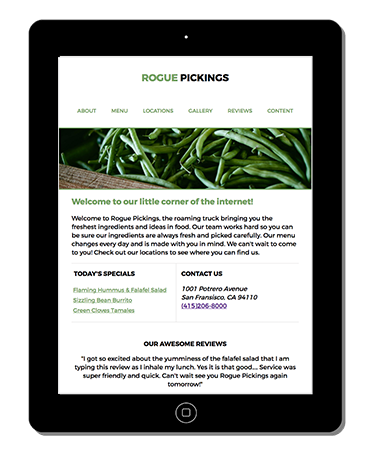 ROGUE PICKINGS
ABOUT MENU LOCATIONS GALLERY REVIEWS CONTENT
Welcome to our little corner of the internet!
Welcome to Rogue Pickings, the roaming truck bringing you the
freshest ingredients and ideas in food. Our team works hard so you can
be sure our ingredients are always fresh and picked carefully. Our menu
changes every day and is made with you in mind. We can't wait to come
to you! Check out our locations to see where you can find us.
TODAY'S SPECIALS
Flaming Hummus & Falafel Salad
Sizzling Bean Burrito
Green Cloves Tamales
CONTACT US
1001 Potrero Avenue
San Fransisco, CA 94110
(415)206-8000
OUR AWESOME REVIEWS
"I got so excited about the yumminess of the falafel salad that I am
typing this review as I inhale my lunch. Yes it is that good.... Service was
super friendly and quick. Can't wait see you Rogue Pickings again
tomorrow!"